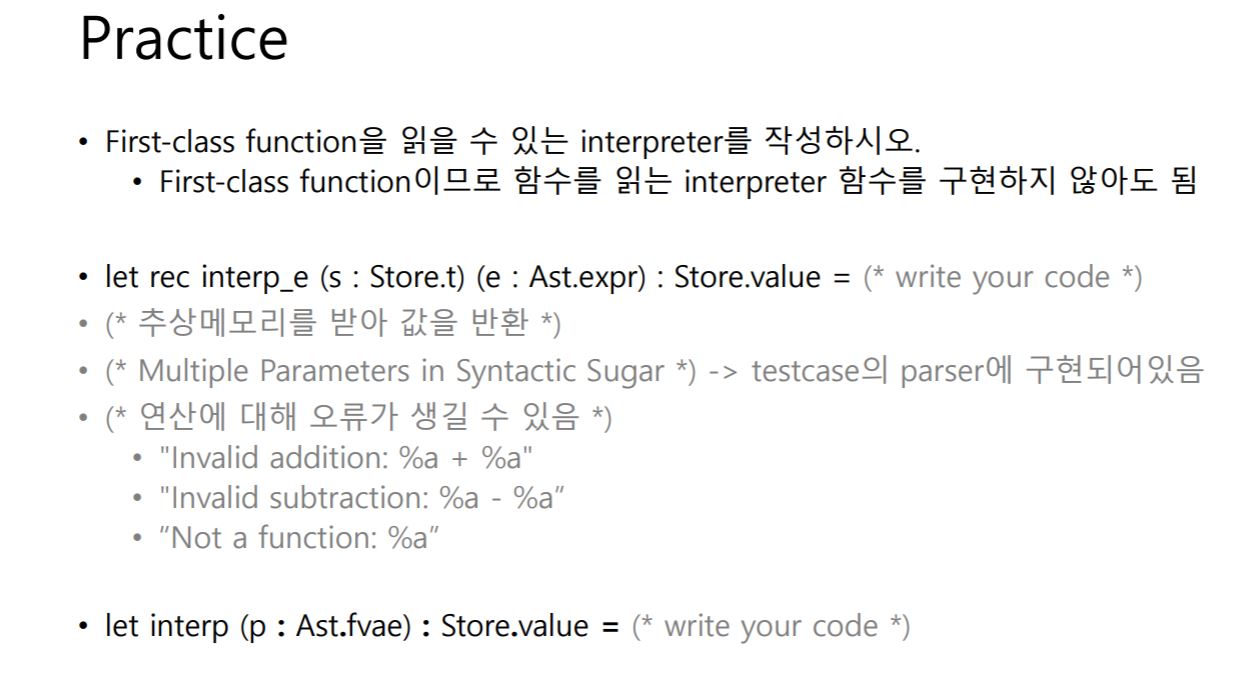 Practice
• First-class function을 읽을 수 있는 interpreter를 작성하시오.
• First-class function이므로 함수를 읽는 interpreter 함수를 구현하지 않아도 됨
• let rec interp_e (s : Store.t) (e : Ast.expr) : Store.value = (* write your code *)
• (* 추상메모리를 받아 값을 반환 *)
• (* Multiple Parameters in Syntactic Sugar *) -> testcase의 parser에 구현되어있음
• (* 연산에 대해 오류가 생길 수 있음 *)
• "Invalid addition: %a + %a"
• "Invalid subtraction: %a - %a”
• ”Not a function: %a”
• let interp (p : Ast.fvae) : Store.value = (* write your code *)